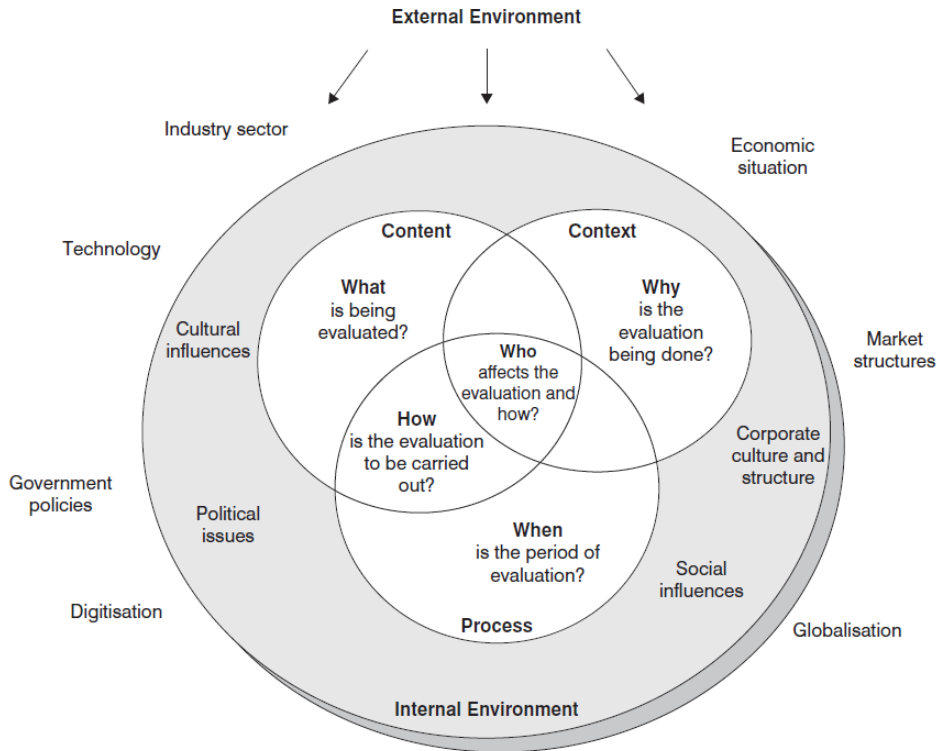 External Environment
Industry sector
Economic
situation
Technology
Content
Context
What
is being
evaluated?
Why
is the
evaluation
being done?
Cultural
influences
Who
affects the
evaluation and
how?
Market
structures
How
is the evaluation
to be carried
out?
Corporate
culture and
structure
Government
policies
Political
issues
When
is the period of
evaluation?
Social
influences
Digitisation
Process
Globalisation
Internal Environment